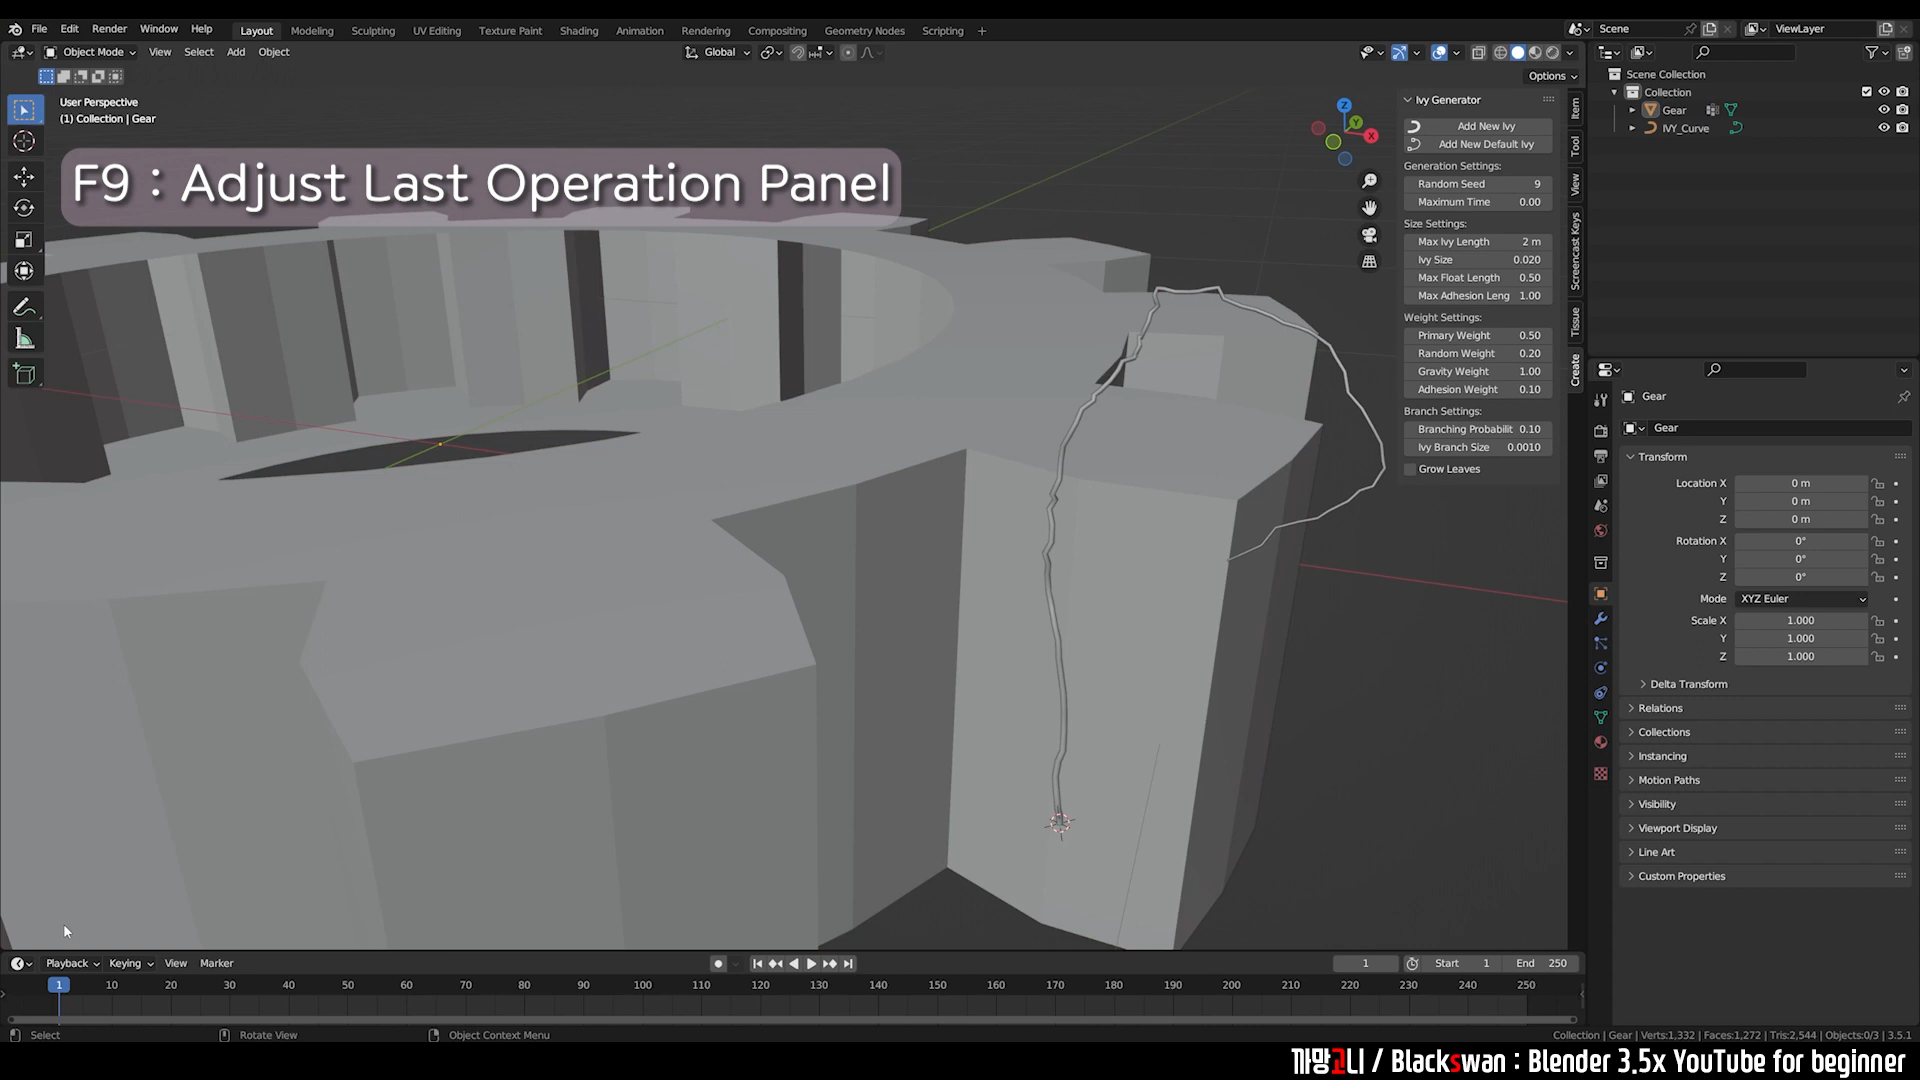 File Edit Render Window Help Layout Modeling Sculpting UV Editing Texture Paint Shading Animation Rendering Compositing Geometry Nodes Scripting + Scene ViewLayer
Object Mode View Select Add Object Global
Options
User Perspective
(1) Collection | Gear
F9 : Adjust Last Operation Panel
Z
Y
X
Ivy Generator
Add New Ivy
Add New Default Ivy
Generation Settings:
Random Seed 9
Maximum Time 0.00
Size Settings:
Max Ivy Length 2 m
Ivy Size 0.020
Max Float Length 0.50
Max Adhesion Leng 1.00
Weight Settings:
Primary Weight 0.50
Random Weight 0.20
Gravity Weight 1.00
Adhesion Weight 0.10
Branch Settings:
Branching Probabilit 0.10
Ivy Branch Size 0.0010
Grow Leaves
Item
Tool
View
Screencast Keys
Tissue
Create
Scene Collection
Collection
Gear
IVY_Curve
Gear
Gear
Transform
Location X 0 m
Y 0 m
Z 0 m
Rotation X 0°
Y 0°
Z 0°
Mode XYZ Euler
Scale X 1.000
Y 1.000
Z 1.000
Delta Transform
Relations
Collections
Instancing
Motion Paths
Visibility
Viewport Display
Line Art
Custom Properties
Playback Keying View Marker 1 Start 1 End 250
1 10 20 30 40 50 60 70 80 90 100 110 120 130 140 150 160 170 180 190 200 210 220 230 240 250
Select Rotate View Object Context Menu Collection | Gear | Verts:1,332 | Faces:1,272 | Tris:2,544 | Objects:0/3 | 3.5.1
까망고니 / Blackswan : Blender 3.5x YouTube for beginner